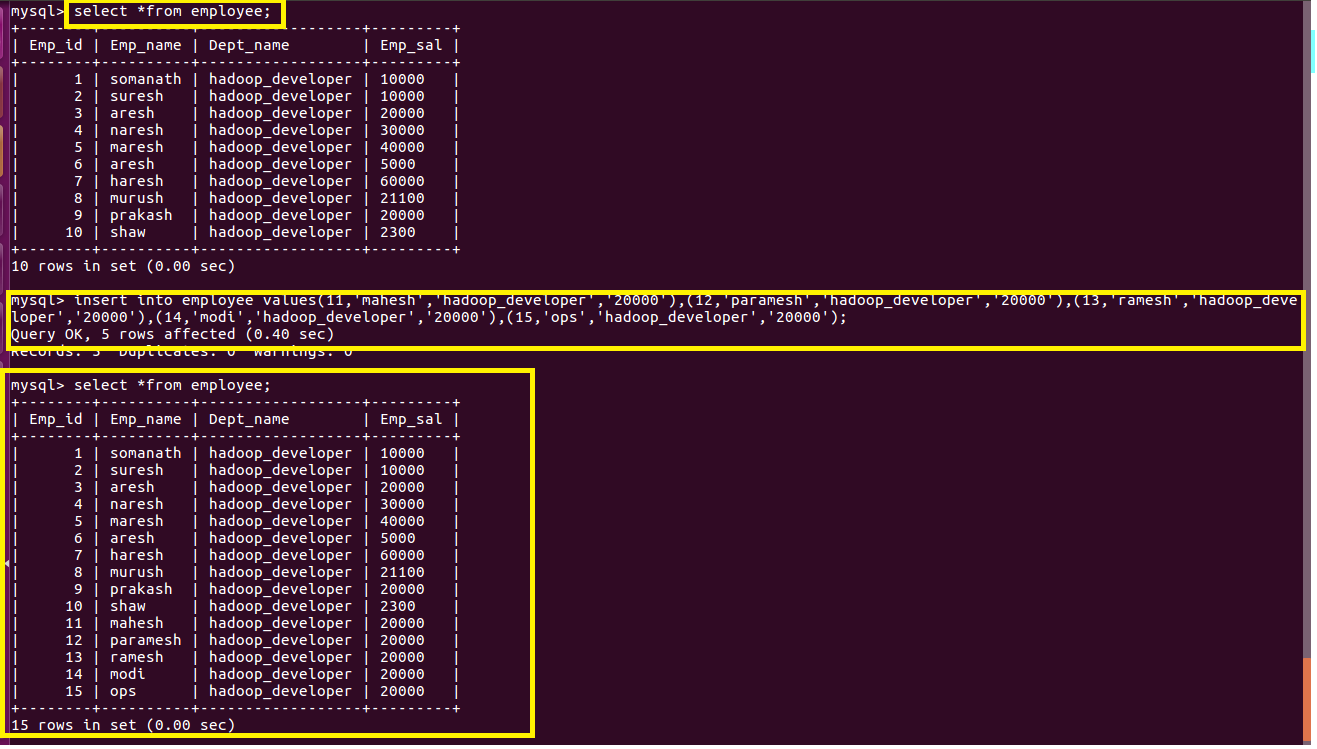 mysql> select *from employee;
+--------+----------+------------------+---------+
| Emp_id | Emp_name | Dept_name        | Emp_sal |
+--------+----------+------------------+---------+
|      1 | somanath | hadoop_developer | 10000   |
|      2 | suresh   | hadoop_developer | 10000   |
|      3 | aresh    | hadoop_developer | 20000   |
|      4 | naresh   | hadoop_developer | 30000   |
|      5 | maresh   | hadoop_developer | 40000   |
|      6 | aresh    | hadoop_developer | 5000    |
|      7 | haresh   | hadoop_developer | 60000   |
|      8 | murush   | hadoop_developer | 21100   |
|      9 | prakash  | hadoop_developer | 20000   |
|     10 | shaw     | hadoop_developer | 2300    |
+--------+----------+------------------+---------+
10 rows in set (0.00 sec)
mysql> insert into employee values(11,'mahesh','hadoop_developer','20000'),(12,'paramesh','hadoop_developer','20000'),(13,'ramesh','hadoop_deve
loper','20000'),(14,'modi','hadoop_developer','20000'),(15,'ops','hadoop_developer','20000');
Query OK, 5 rows affected (0.40 sec)
Records: 5  Duplicates: 0  Warnings: 0
mysql> select *from employee;
+--------+----------+------------------+---------+
| Emp_id | Emp_name | Dept_name        | Emp_sal |
+--------+----------+------------------+---------+
|      1 | somanath | hadoop_developer | 10000   |
|      2 | suresh   | hadoop_developer | 10000   |
|      3 | aresh    | hadoop_developer | 20000   |
|      4 | naresh   | hadoop_developer | 30000   |
|      5 | maresh   | hadoop_developer | 40000   |
|      6 | aresh    | hadoop_developer | 5000    |
|      7 | haresh   | hadoop_developer | 60000   |
|      8 | murush   | hadoop_developer | 21100   |
|      9 | prakash  | hadoop_developer | 20000   |
|     10 | shaw     | hadoop_developer | 2300    |
|     11 | mahesh   | hadoop_developer | 20000   |
|     12 | paramesh | hadoop_developer | 20000   |
|     13 | ramesh   | hadoop_developer | 20000   |
|     14 | modi     | hadoop_developer | 20000   |
|     15 | ops      | hadoop_developer | 20000   |
+--------+----------+------------------+---------+
15 rows in set (0.00 sec)